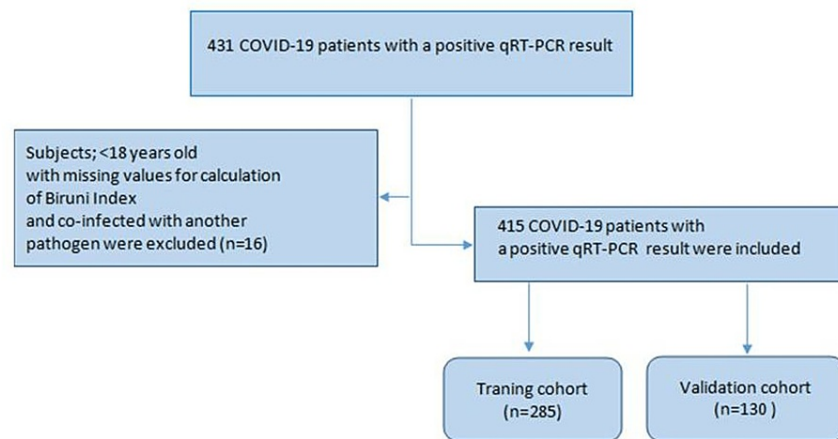 431 COVID-19 patients with a positive qRT-PCR result
Subjects; <18 years old
with missing values for calculation
of Biruni Index
and co-infected with another
pathogen were excluded (n=16)
415 COVID-19 patients with
a positive qRT-PCR result were included
Traning cohort
(n=285)
Validation cohort
(n=130 )